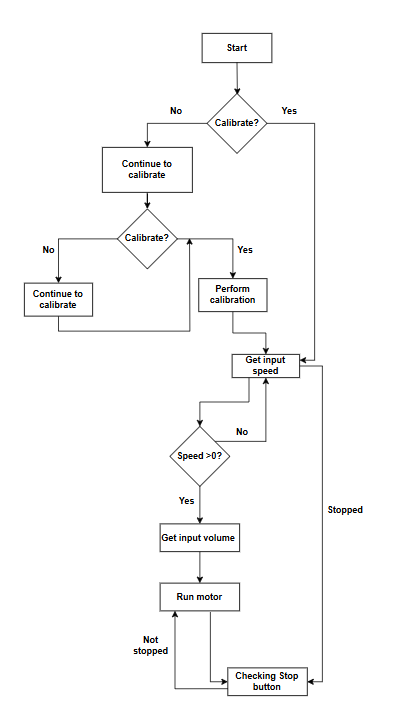 Start
No
Yes
Calibrate?
Continue to
calibrate
Calibrate?
No
Yes
Continue to
calibrate
Perform
calibration
Get input
speed
No
Speed >0?
Yes
Stopped
Get input volume
Run motor
Not
stopped
Checking Stop
button